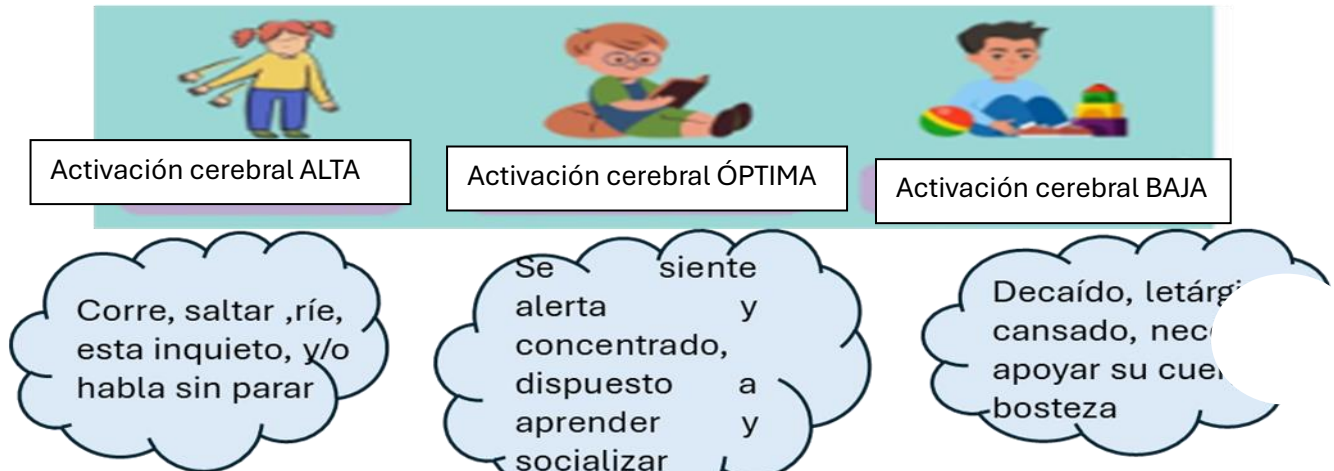 Activación cerebral ALTA
Activación cerebral ÓPTIMA
Activación cerebral BAJA
Corre, saltar ,ríe,
esta inquieto, y/o
habla sin parar
Se siente
alerta y
concentrado,
dispuesto a
aprender y
socializar
Decaído,
cansado,
apoyar su
bosteza